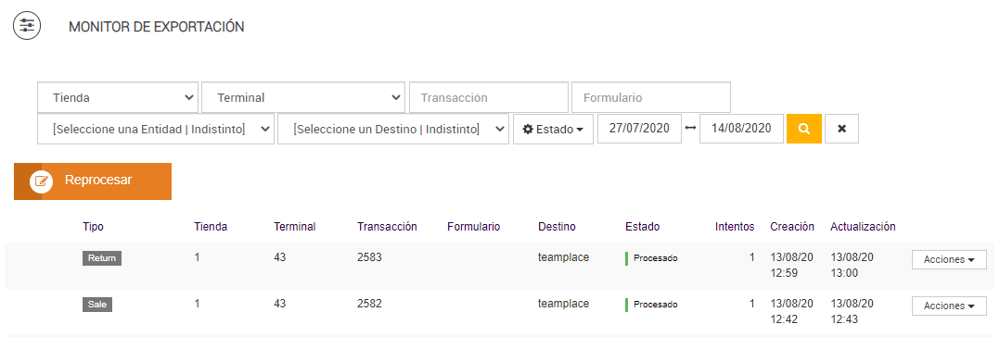 MONITOR DE EXPORTACIÓN
Tienda Terminal Transacción Formulario
[Seleccione una Entidad | Indistinto] [Seleccione un Destino | Indistinto] Estado 27/07/2020 14/08/2020
Reprocesar
Tipo Tienda Terminal Transacción Formulario Destino Estado Intentos Creación Actualización
Return 1 43 2583 teamplace Procesado 1 13/08/20 13/08/20 Acciones
12:59 13:00
Sale 1 43 2582 teamplace Procesado 1 13/08/20 13/08/20 Acciones
12:42 12:43